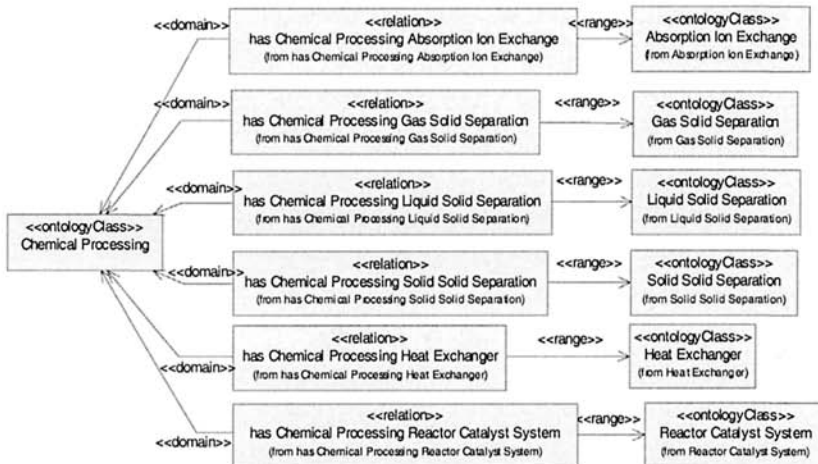 <<domain>>
<<relation>>
has Chemical Processing Absorption Ion Exchange
(from has Chemical Processing Absorption Ion Exchange)
<<range>>
<<ontologyClass>>
Absorption Ion Exchange
(from Absorption Ion Exchange)
<<domain>>
<<relation>>
has Chemical Processing Gas Solid Separation
(from has Chemical Processing Gas Solid Separation)
<<range>>
<<ontologyClass>>
Gas Solid Separation
(from Gas Solid Separation)
<<domain>>
<<relation>>
has Chemical Processing Liquid Solid Separation
(from has Chemical Processing Liquid Solid Separation)
<<range>>
<<ontologyClass>>
Liquid Solid Separation
(from Liquid Solid Separation)
<<ontologyClass>>
Chemical Processing
<<domain>>
<<relation>>
has Chemical Processing Solid Solid Separation
(from has Chemical Processing Solid Solid Separation)
<<range>>
<<ontologyClass>>
Solid Solid Separation
(from Solid Solid Separation)
<<domain>>
<<relation>>
has Chemical Processing Heat Exchanger
(from has Chemical Processing Heat Exchanger)
<<range>>
<<ontologyClass>>
Heat Exchanger
(from Heat Exchanger)
<<domain>>
<<relation>>
has Chemical Processing Reactor Catalyst System
(from has Chemical Processing Reactor Catalyst System)
<<range>>
<<ontologyClass>>
Reactor Catalyst System
(from Reactor Catalyst System)